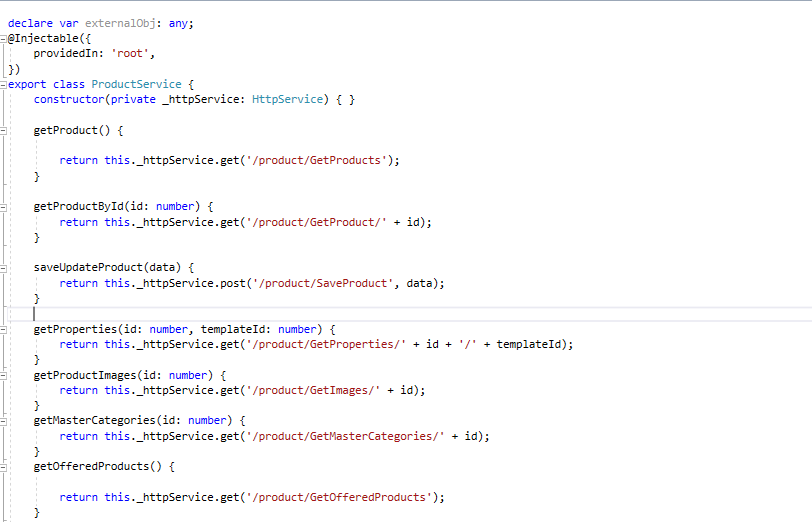 declare var externalObj: any;
@Injectable({
    providedIn: 'root',
})
export class ProductService {
    constructor(private _httpService: HttpService) { }
    getProduct() {
        return this._httpService.get('/product/GetProducts');
    }
    getProductById(id: number) {
        return this._httpService.get('/product/GetProduct/' + id);
    }
    saveUpdateProduct(data) {
        return this._httpService.post('/product/SaveProduct', data);
    }
    getProperties(id: number, templateId: number) {
        return this._httpService.get('/product/GetProperties/' + id + '/' + templateId);
    }
    getProductImages(id: number) {
        return this._httpService.get('/product/GetImages/' + id);
    }
    getMasterCategories(id: number) {
        return this._httpService.get('/product/GetMasterCategories/' + id);
    }
    getOfferedProducts() {
        return this._httpService.get('/product/GetOfferedProducts');
    }